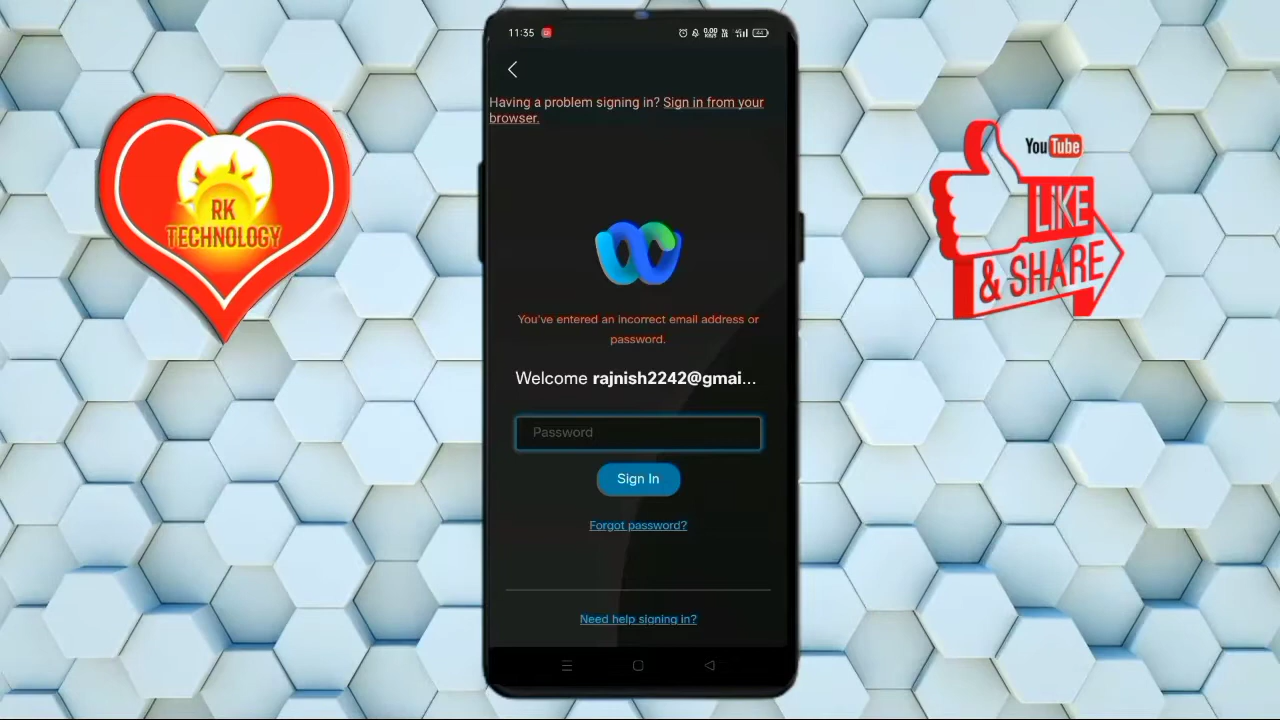 RK
TECHNOLOGY
11:35
Having a problem signing in? Sign in from your
browser.
You've entered an incorrect email address or
password.
Welcome rajnish2242@gmai...
Password
Sign In
Forgot password?
Need help signing in?
YouTube
LIKE
& SHARE